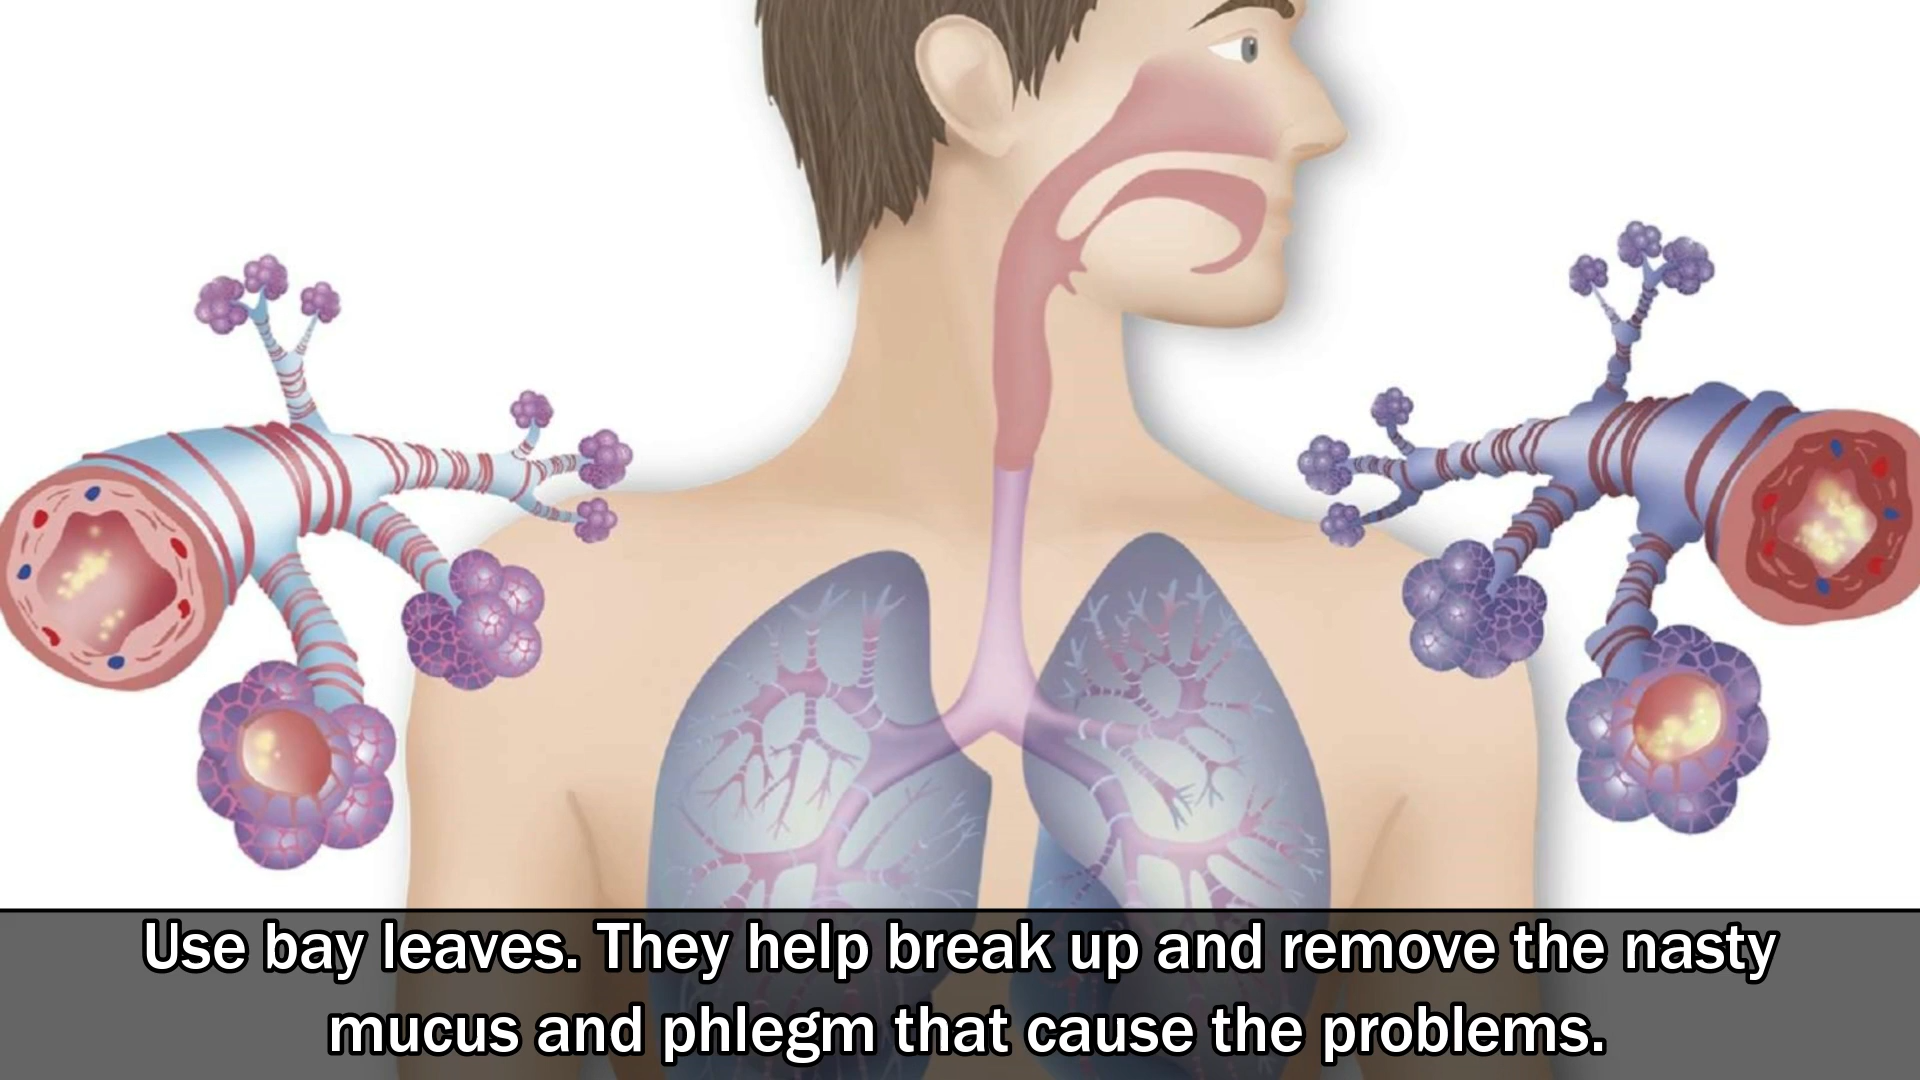 Use bay leaves. They help break up and remove the nasty
mucus and phlegm that cause the problems.